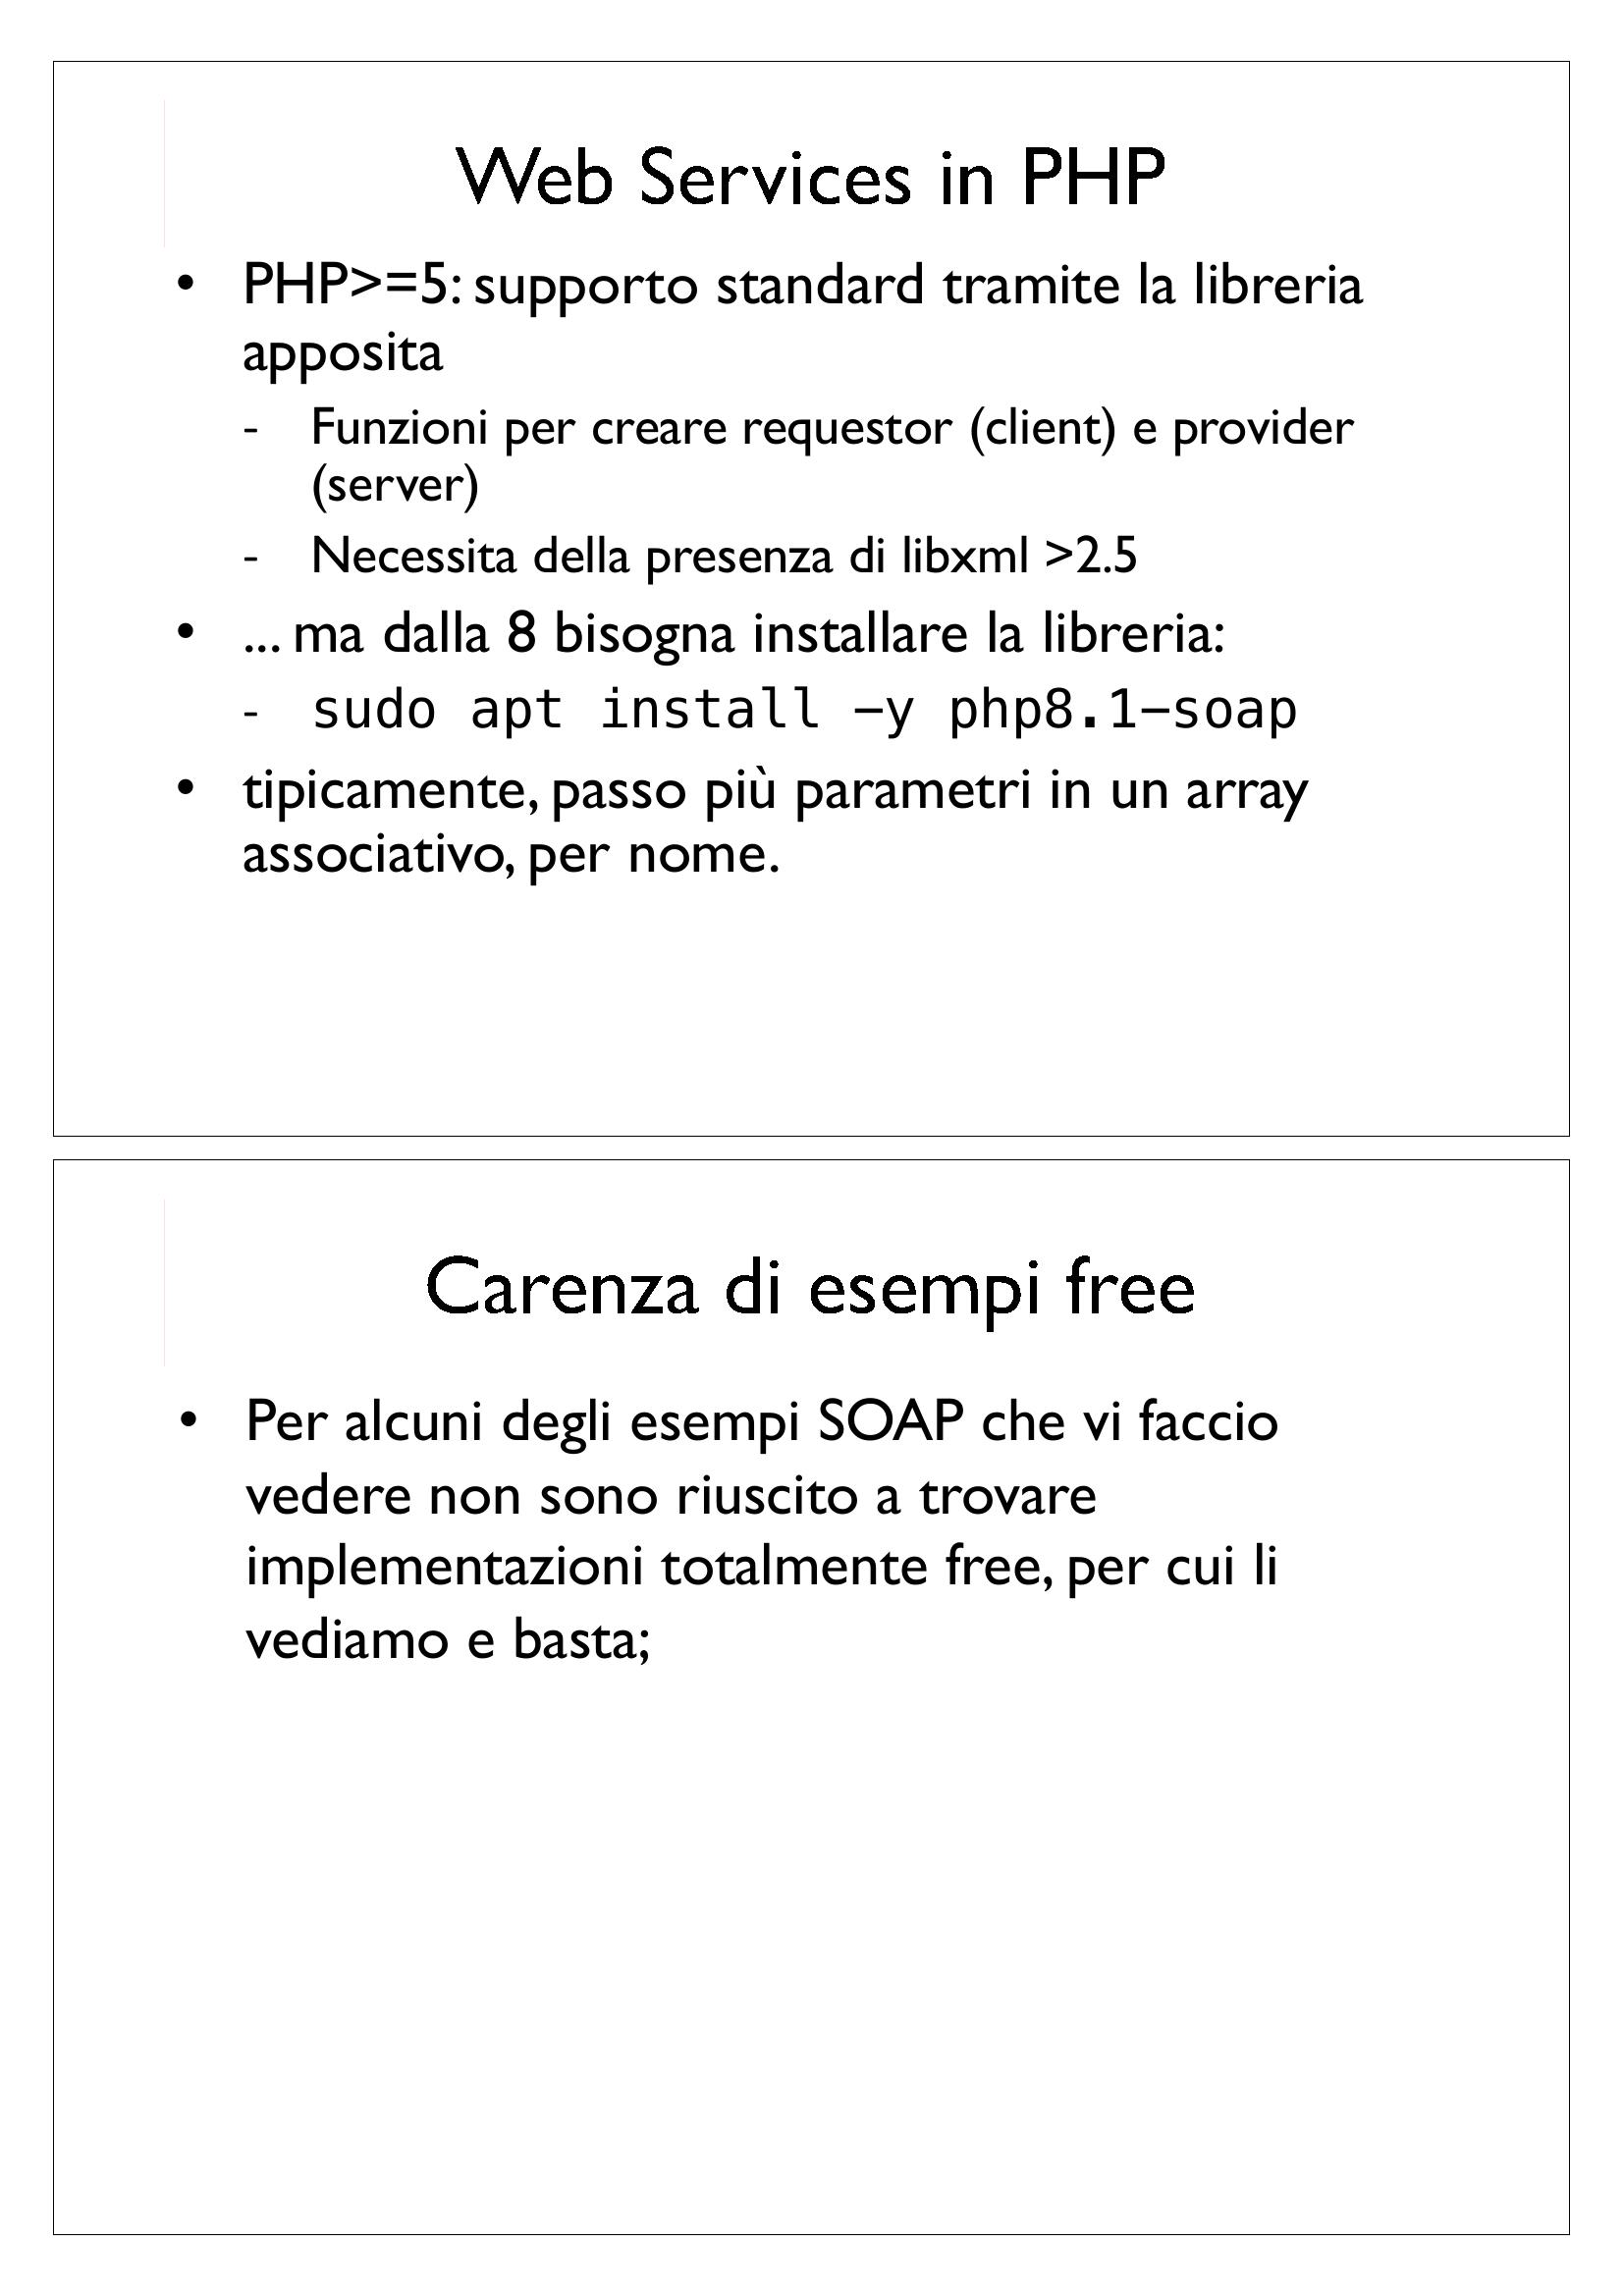 Web Services in PHP
• PHP>=5: supporto standard tramite la libreria
apposita
- Funzioni per creare requestor (client) e provider
(server)
- Necessita della presenza di libxml >2.5
• ... ma dalla 8 bisogna installare la libreria:
- sudo apt install -y php8.1-soap
• tipicamente, passo più parametri in un array
associativo, per nome.
Carenza di esempi free
• Per alcuni degli esempi SOAP che vi faccio
vedere non sono riuscito a trovare
implementazioni totalmente free, per cui li
vediamo e basta;